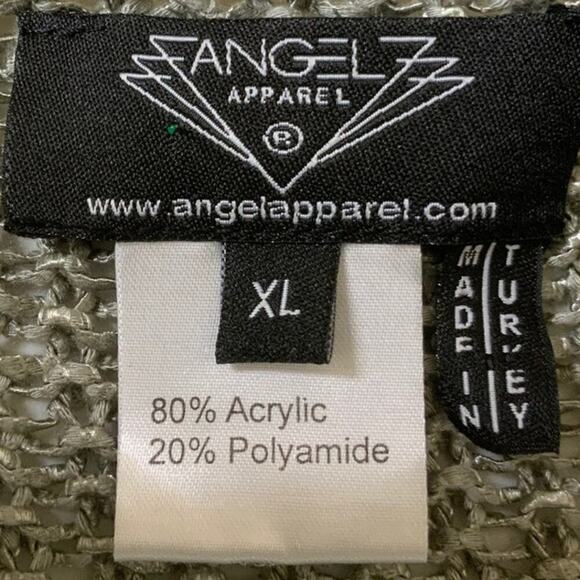 ANGEL
APPAREL
®
www.angelapparel.com
XL
MADE IN
TURKEY
80% Acrylic
20% Polyamide